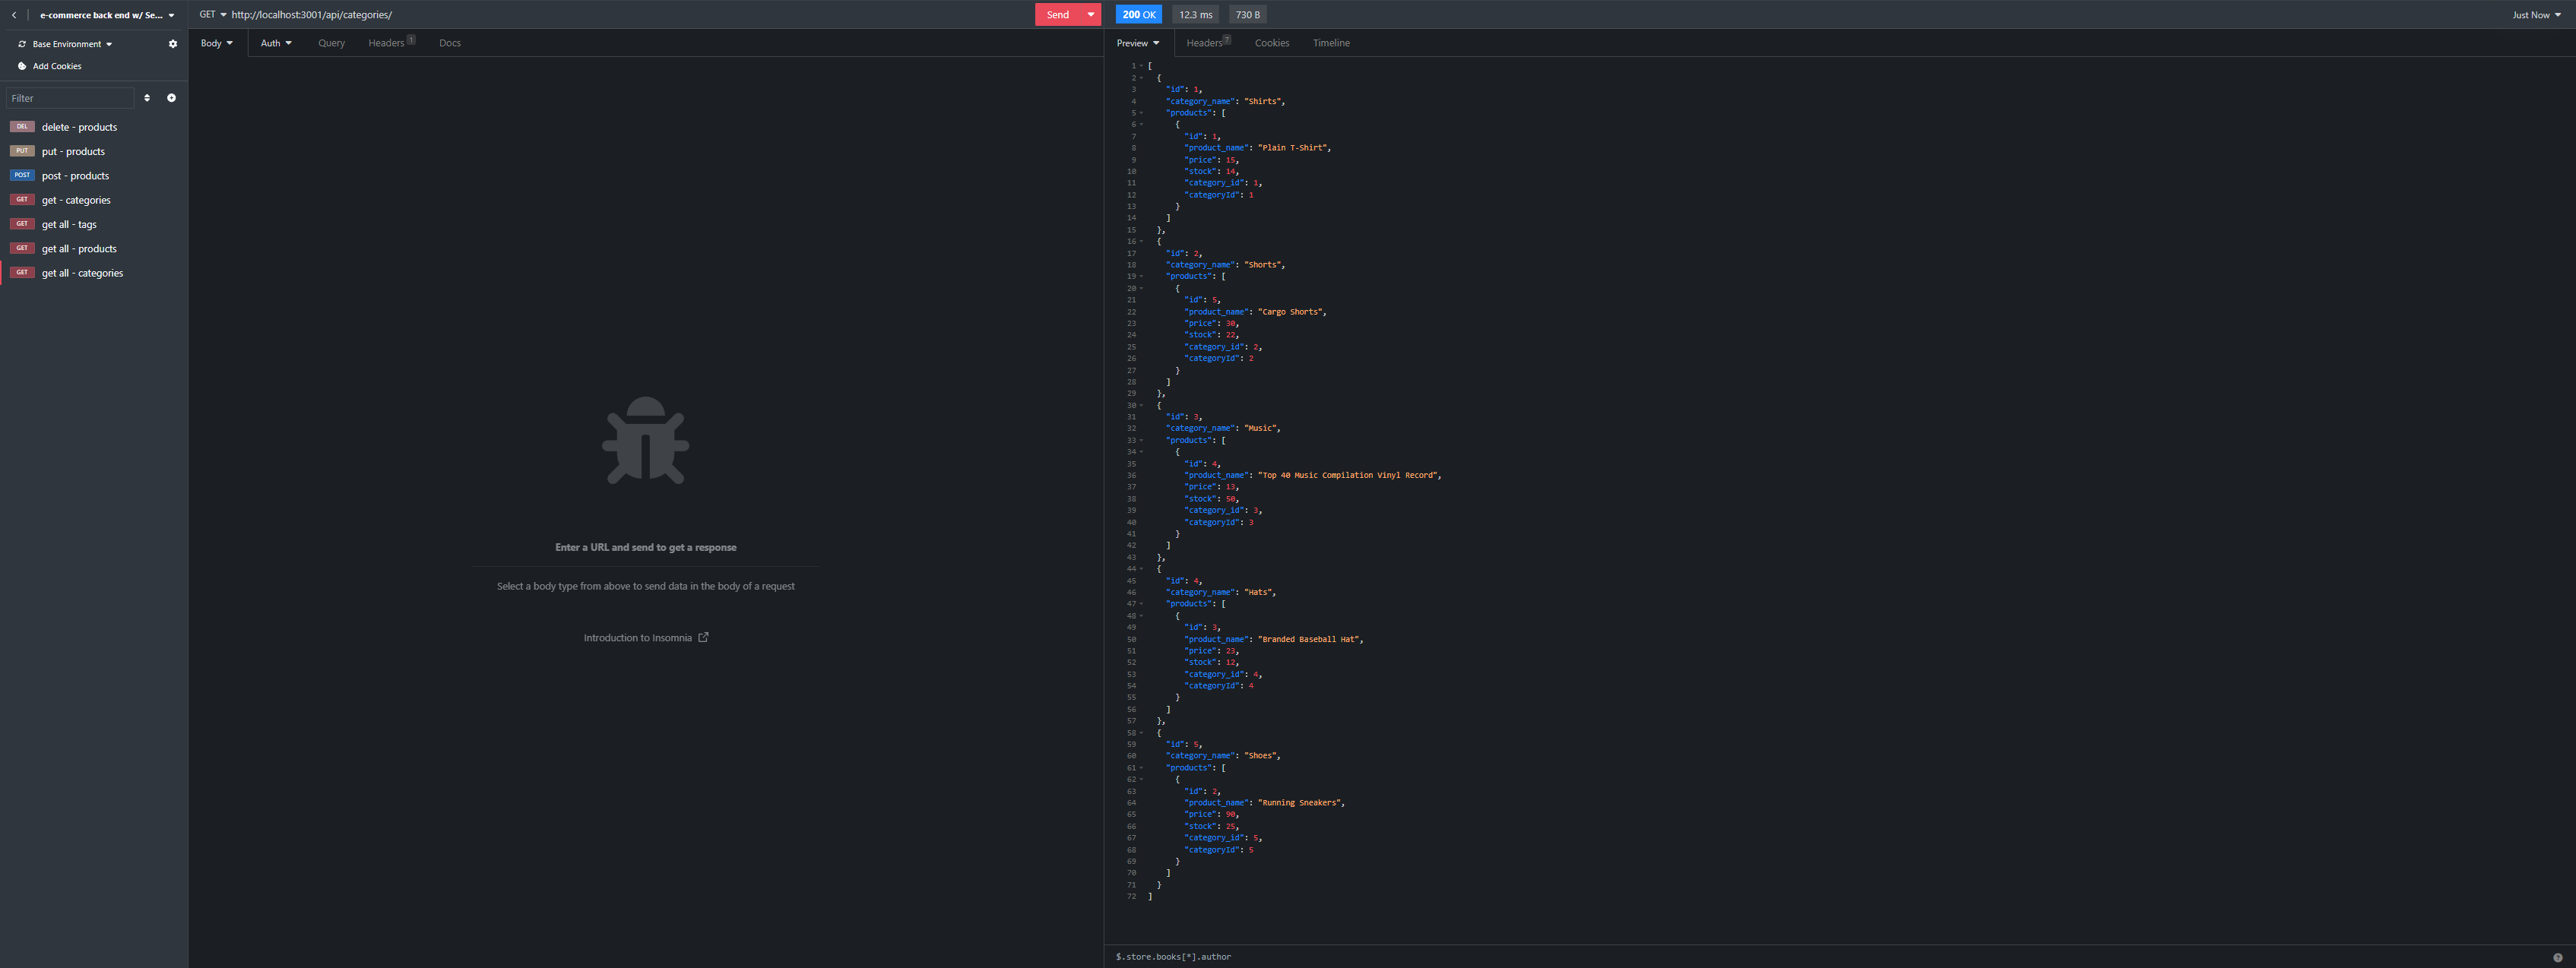 e-commerce back end w/ Se...
Base Environment
Add Cookies
Filter
DEL delete - products
PUT put - products
POST post - products
GET get - categories
GET get all - tags
GET get all - products
GET get all - categories
GET http://localhost:3001/api/categories/ Send
Body Auth Query Headers 1 Docs
Enter a URL and send to get a response
Select a body type from above to send data in the body of a request
Introduction to Insomnia
200 OK 12.3 ms 730 B Just Now
Preview Headers 7 Cookies Timeline
1 [
2 {
3 "id": 1,
4 "category_name": "Shirts",
5 "products": [
6 {
7 "id": 1,
8 "product_name": "Plain T-Shirt",
9 "price": 15,
10 "stock": 14,
11 "category_id": 1,
12 "categoryId": 1
13 }
14 ]
15 },
16 {
17 "id": 2,
18 "category_name": "Shorts",
19 "products": [
20 {
21 "id": 5,
22 "product_name": "Cargo Shorts",
23 "price": 30,
24 "stock": 22,
25 "category_id": 2,
26 "categoryId": 2
27 }
28 ]
29 },
30 {
31 "id": 3,
32 "category_name": "Music",
33 "products": [
34 {
35 "id": 4,
36 "product_name": "Top 40 Music Compilation Vinyl Record",
37 "price": 13,
38 "stock": 50,
39 "category_id": 3,
40 "categoryId": 3
41 }
42 ]
43 },
44 {
45 "id": 4,
46 "category_name": "Hats",
47 "products": [
48 {
49 "id": 3,
50 "product_name": "Branded Baseball Hat",
51 "price": 23,
52 "stock": 12,
53 "category_id": 4,
54 "categoryId": 4
55 }
56 ]
57 },
58 {
59 "id": 5,
60 "category_name": "Shoes",
61 "products": [
62 {
63 "id": 2,
64 "product_name": "Running Sneakers",
65 "price": 90,
66 "stock": 25,
67 "category_id": 5,
68 "categoryId": 5
69 }
70 ]
71 }
72 ]
$.store.books[*].author